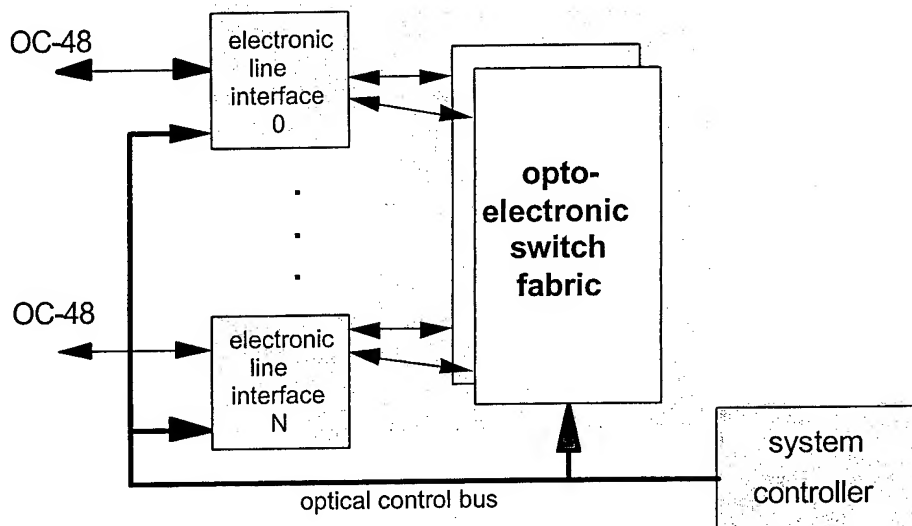 OC-48
electronic
line
interface
0
opto-
electronic
switch
fabric
OC-48
electronic
line
interface
N
system
controller
optical control bus